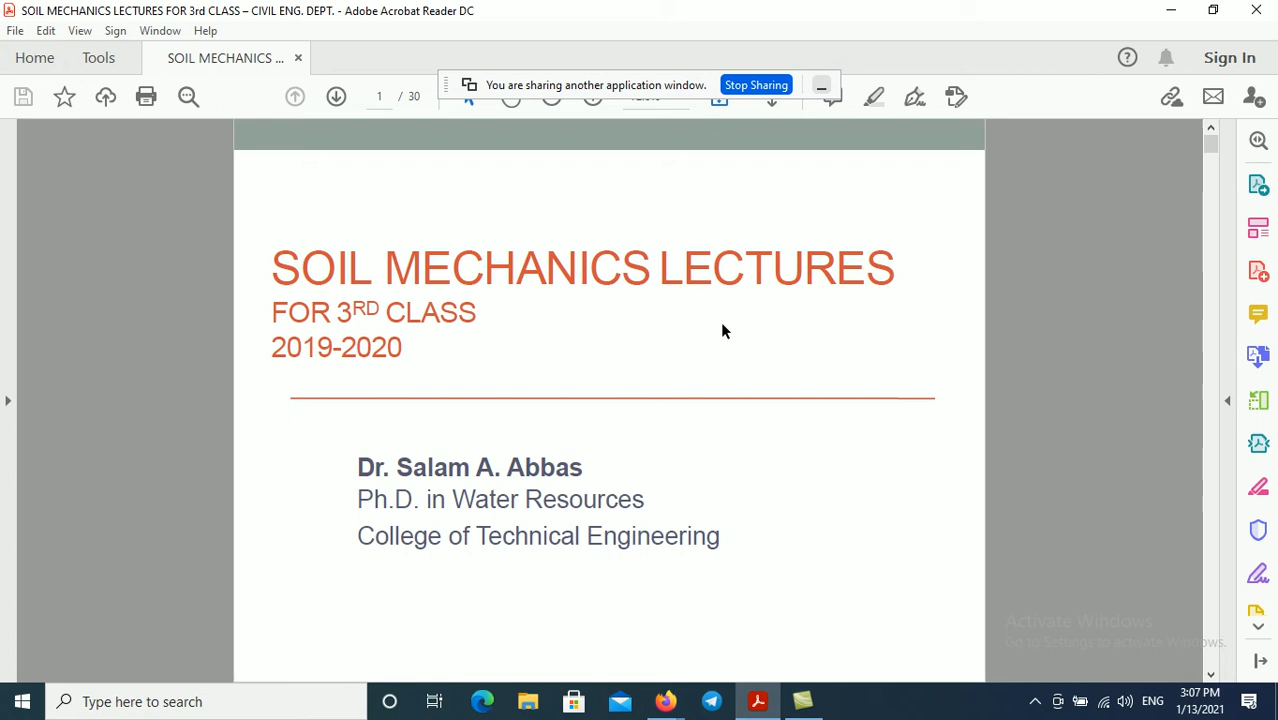 SOIL MECHANICS LECTURES FOR 3rd CLASS – CIVIL ENG. DEPT. - Adobe Acrobat Reader DC
File Edit View Sign Window Help
Home Tools SOIL MECHANICS ... Sign In
You are sharing another application window. Stop Sharing
1 / 30
SOIL MECHANICS LECTURES
FOR 3RD CLASS
2019-2020
Dr. Salam A. Abbas
Ph.D. in Water Resources
College of Technical Engineering
Activate Windows
Go to Settings to activate Windows.
Type here to search
ENG
3:07 PM
1/13/2021